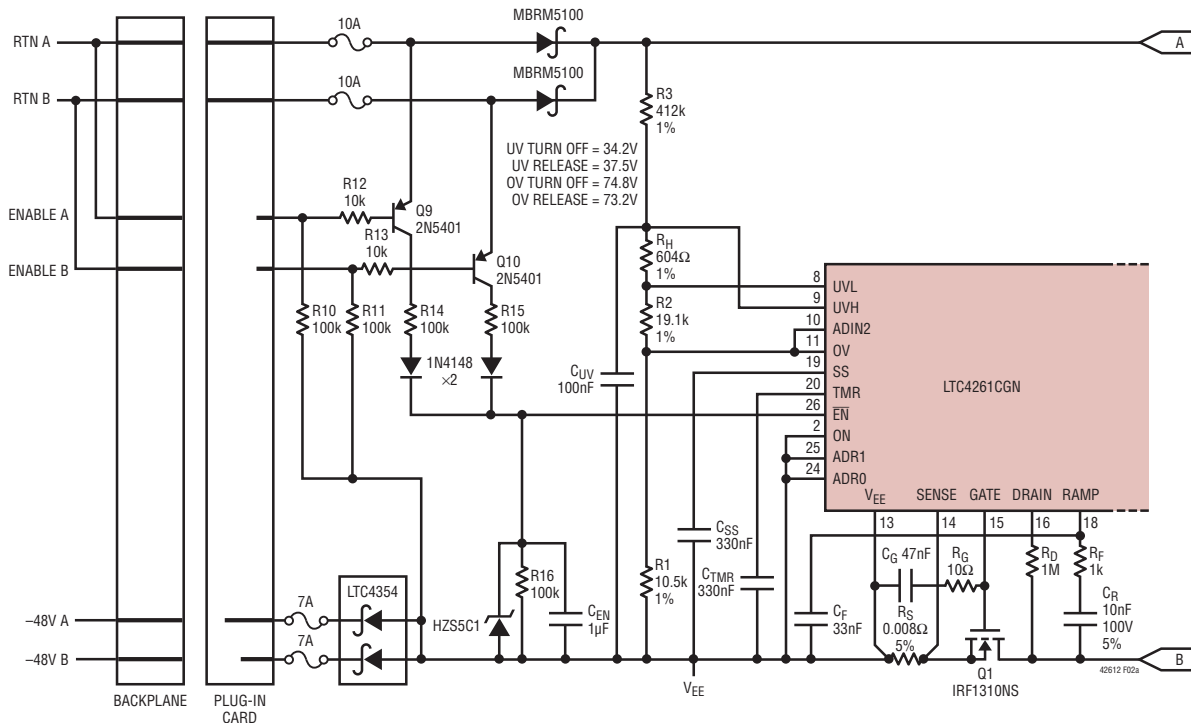 MBRM5100
10A
RTN A
A
MBRM5100
10A
RTN B
R3
412k
1%
UV TURN OFF = 34.2V
UV RELEASE = 37.5V
OV TURN OFF = 74.8V
OV RELEASE = 73.2V
R12
10k
ENABLE A
Q9
2N5401
R13
10k
ENABLE B
Q10
2N5401
RH
604Ω
1%
R2
19.1k
1%
R10
100k
R11
100k
R14
100k
R15
100k
1N4148
×2
CUV
100nF
8
UVL
9
UVH
10
ADIN2
11
OV
19
SS
20
TMR
26
EN
2
ON
25
ADR1
24
ADR0
LTC4261CGN
VEE
SENSE
GATE
DRAIN
RAMP
13
14
15
16
18
CSS
330nF
R1
10.5k
1%
CTMR
330nF
CG 47nF
RG
10Ω
RD
1M
RF
1k
RS
0.008Ω
5%
CF
33nF
CR
10nF
100V
5%
Q1
IRF1310NS
LTC4354
7A
–48V A
7A
–48V B
HZS5C1
R16
100k
CEN
1µF
VEE
42612 F02a
B
BACKPLANE
PLUG-IN
CARD